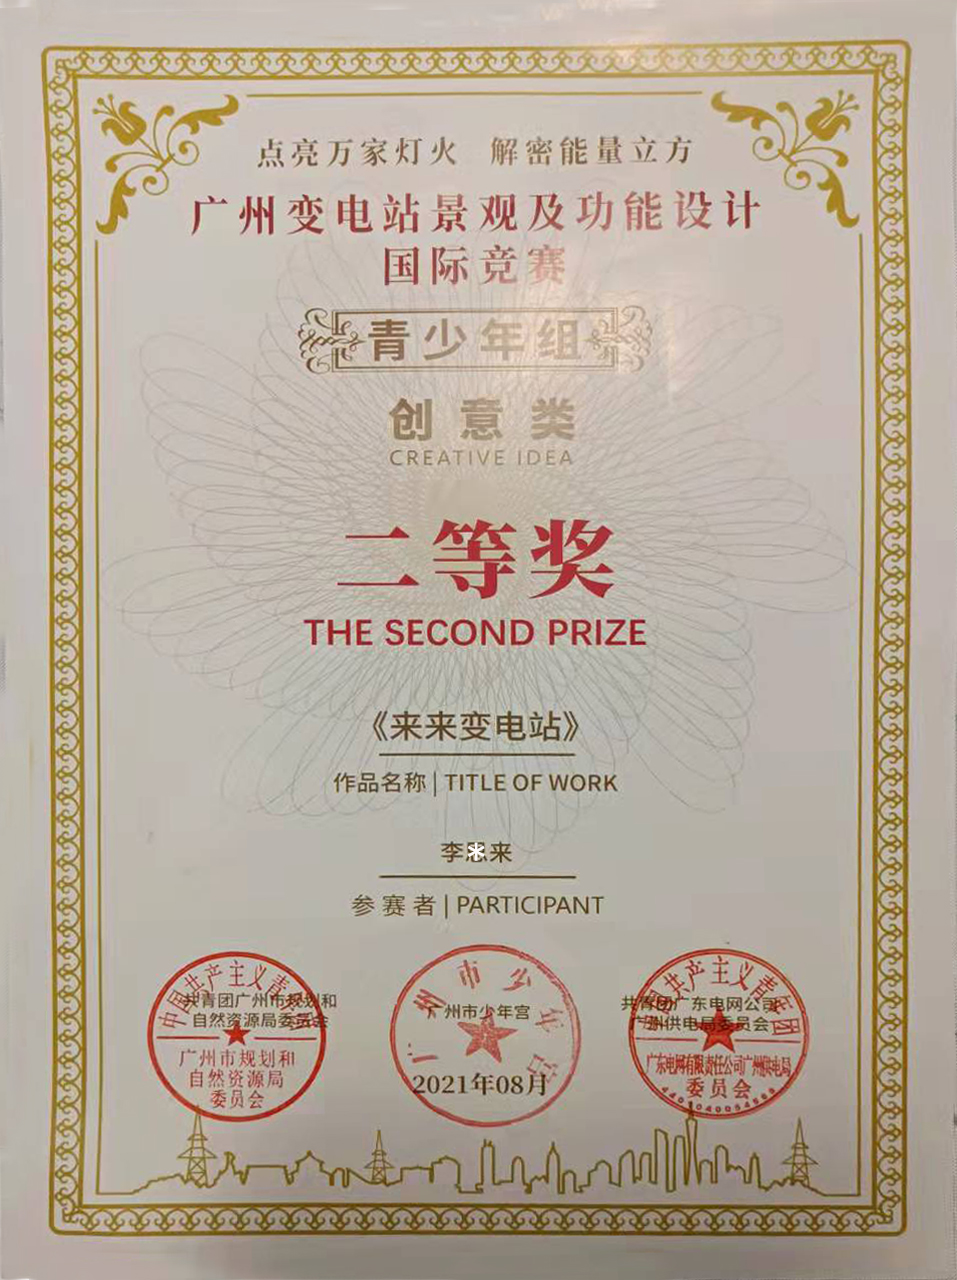 点亮万家灯火 解密能量立方
广州变电站景观及功能设计
国际竞赛
青少年组
创意类
CREATIVE IDEA
二等奖
THE SECOND PRIZE
《来来变电站》
作品名称 | TITLE OF WORK
李*来
参赛者 | PARTICIPANT
中国共产主义青年团
共青团广州市规划和
自然资源局委员会
广州市规划和
自然资源局
委员会
广州市少年宫
广州市少年宫
2021年08月
中国共产主义青年团
共青团广东电网公司
广州供电局委员会
广东电网有限责任公司广州供电局
委员会